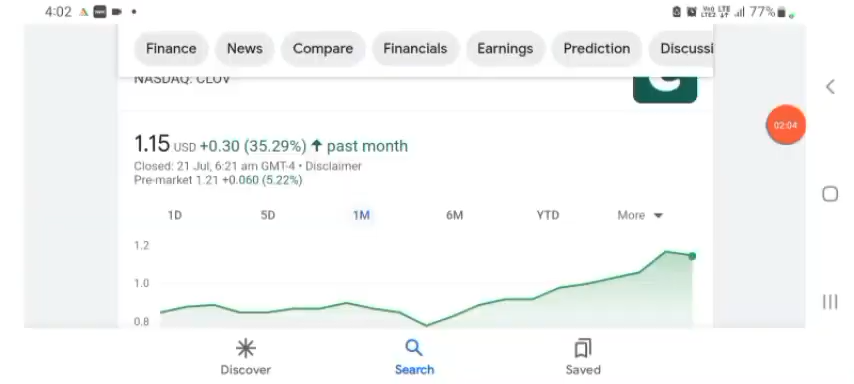 4:02 77%
Finance News Compare Financials Earnings Prediction Discussi
NASDAQ: CLOV
02:04
1.15 USD +0.30 (35.29%) ↑ past month
Closed: 21 Jul, 6:21 am GMT-4 • Disclaimer
Pre-market 1.21 +0.060 (5.22%)
1D 5D 1M 6M YTD More
1.2
1.0
0.8
Discover Search Saved